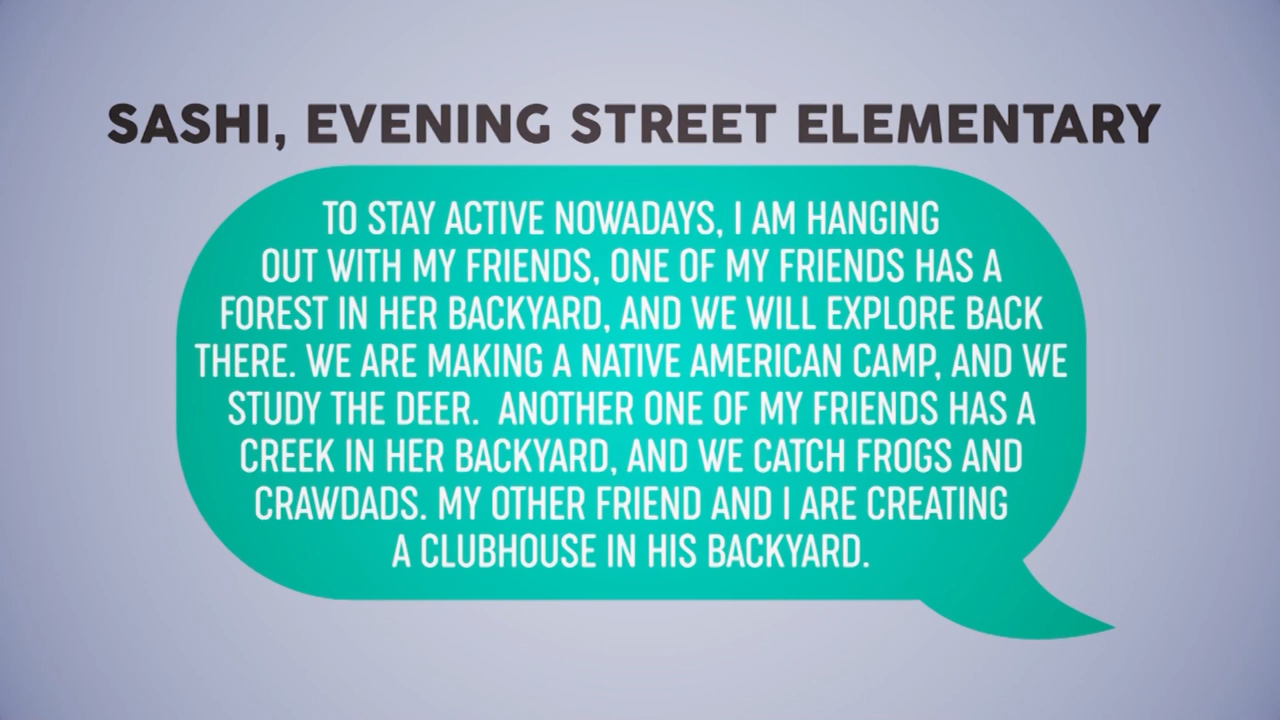 SASHI, EVENING STREET ELEMENTARY
TO STAY ACTIVE NOWADAYS, I AM HANGING
OUT WITH MY FRIENDS, ONE OF MY FRIENDS HAS A
FOREST IN HER BACKYARD, AND WE WILL EXPLORE BACK
THERE. WE ARE MAKING A NATIVE AMERICAN CAMP, AND WE
STUDY THE DEER.  ANOTHER ONE OF MY FRIENDS HAS A
CREEK IN HER BACKYARD, AND WE CATCH FROGS AND
CRAWDADS. MY OTHER FRIEND AND I ARE CREATING
A CLUBHOUSE IN HIS BACKYARD.